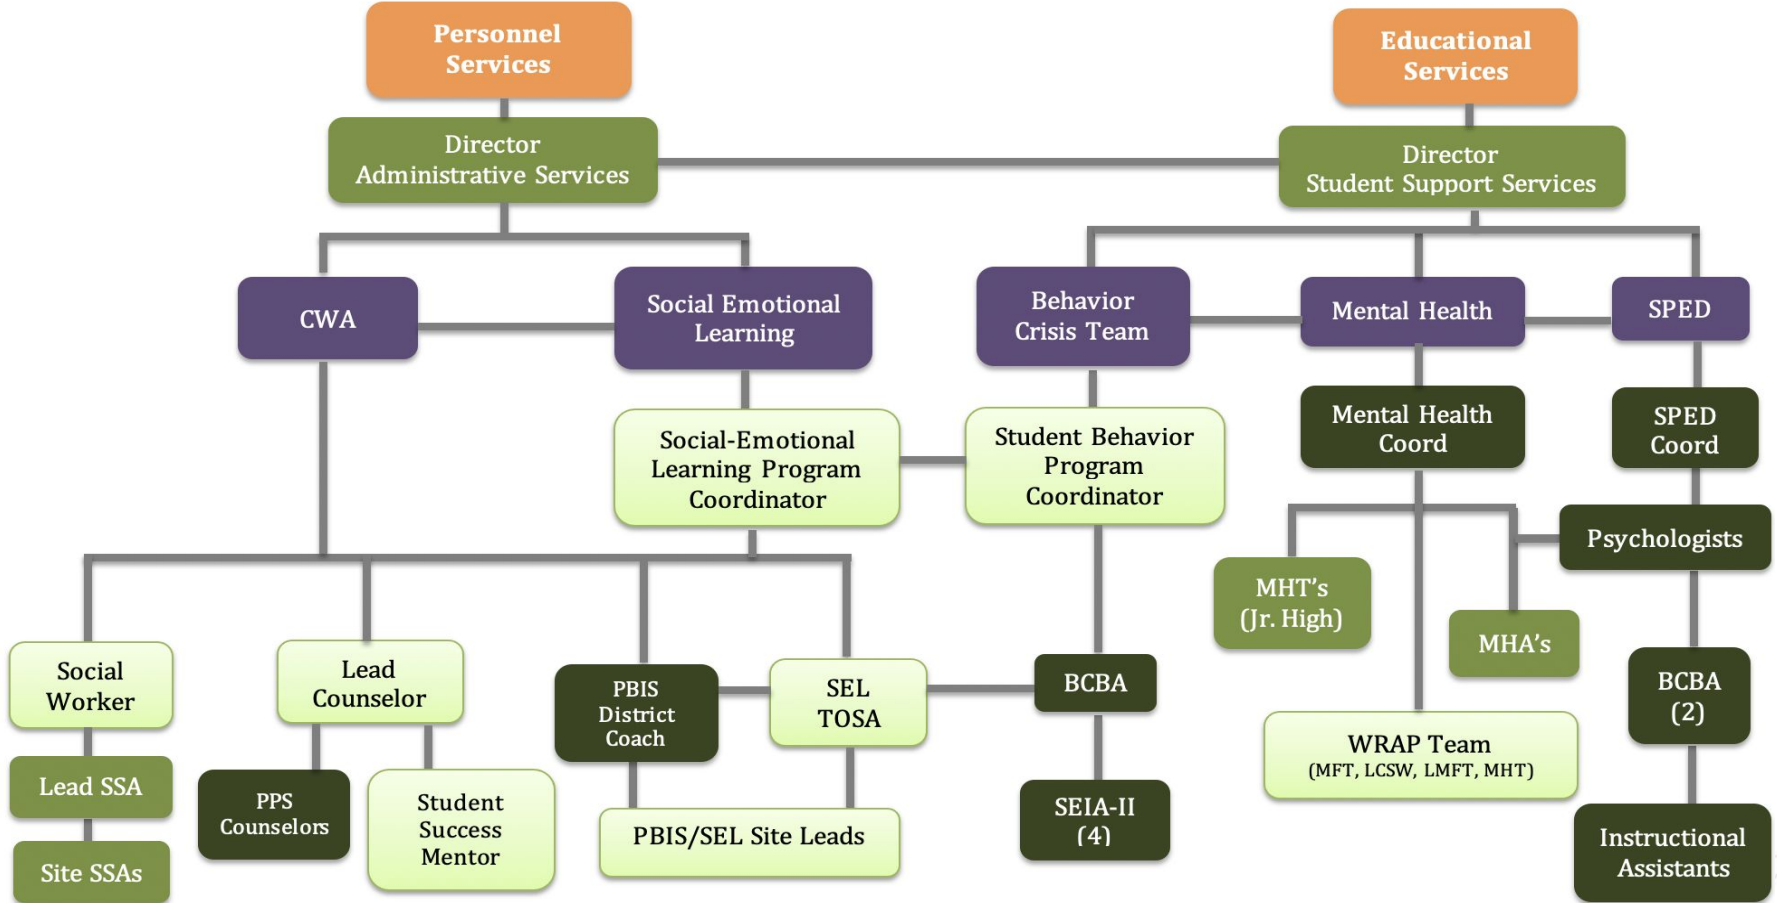 Personnel
Services
Educational
Services
Director
Administrative Services
Director
Student Support Services
CWA
Social Emotional
Learning
Behavior
Crisis Team
Mental Health
SPED
Social-Emotional
Learning Program
Coordinator
Student Behavior
Program
Coordinator
Mental Health
Coord
SPED
Coord
Psychologists
MHT's
(Jr. High)
MHA's
Social
Worker
Lead
Counselor
PBIS
District
Coach
SEL
TOSA
BCBA
BCBA
(2)
WRAP Team
(MFT, LCSW, LMFT, MHT)
Lead SSA
PPS
Counselors
Student
Success
Mentor
PBIS/SEL Site Leads
SEIA-II
(4)
Instructional
Assistants
Site SSAs